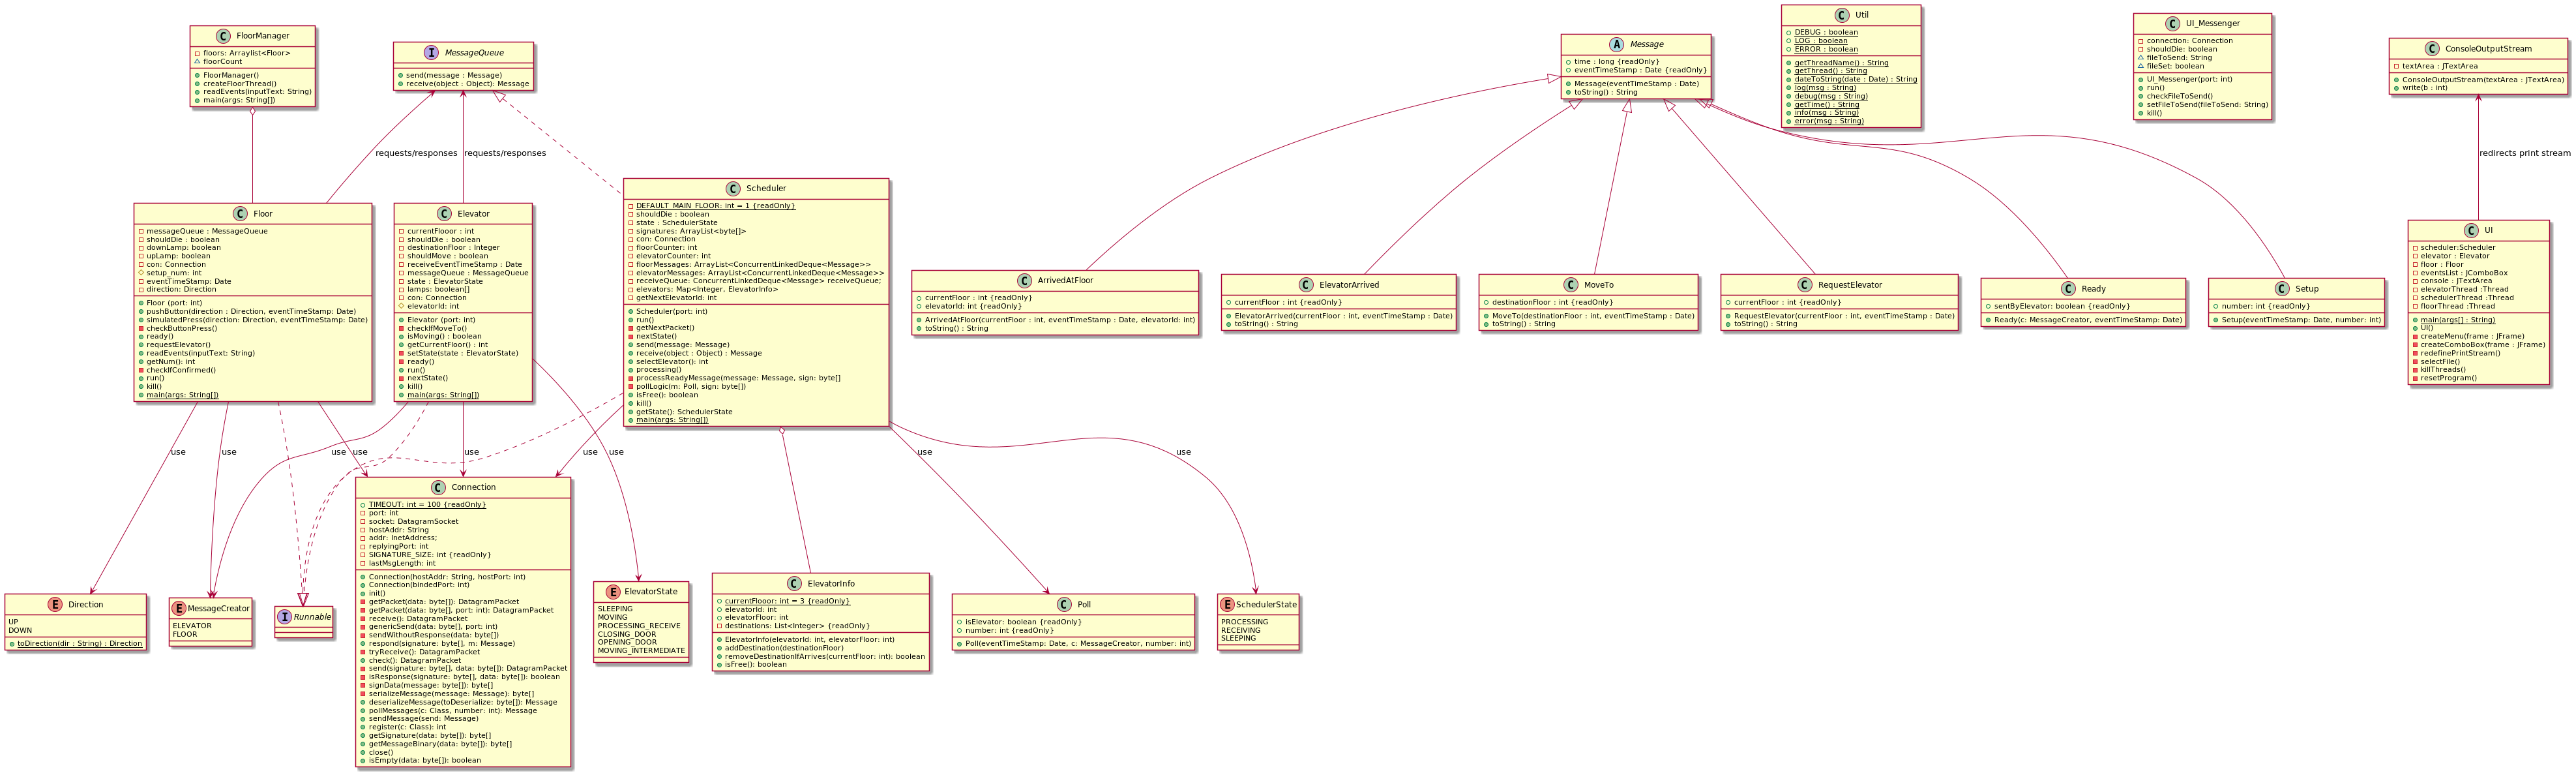 C FloorManager
floors: Arraylist<Floor>
floorCount
FloorManager()
createFloorThread()
readEvents(inputText: String)
main(args: String[])
I MessageQueue
send(message : Message)
receive(object : Object): Message
A Message
time : long {readOnly}
eventTimeStamp : Date {readOnly}
Message(eventTimeStamp : Date)
toString() : String
C Util
DEBUG : boolean
LOG : boolean
ERROR : boolean
getThreadName() : String
getThread() : String
dateToString(date : Date) : String
log(msg : String)
debug(msg : String)
getTime() : String
info(msg : String)
error(msg : String)
C UI_Menger
connection: Connection
shouldDie: boolean
fileToSend: String
fileSet: boolean
UI_Messenger(port: int)
run()
checkFileToSend()
setFileToSend(fileToSend: String)
kill()
C ConsoleOutputStream
textArea : JTextArea
ConsoleOutputStream(textArea : JTextArea)
write(b : int)
requests/responses
requests/responses
redirects print stream
C Floor
messageQueue : MessageQueue
shouldDie : boolean
downLamp: boolean
upLamp: boolean
con: Connection
setup_num: int
eventTimeStamp: Date
direction: Direction
Floor (port: int)
pushButton(direction : Direction, eventTimeStamp: Date)
simulatedPress(direction: Direction, eventTimeStamp: Date)
checkButtonPress()
ready()
requestElevator()
readEvents(inputText: String)
getNum(): int
checkIfConfirmed()
run()
kill()
main(args: String[])
C Elevator
currentFlooor : int
shouldDie : boolean
destinationFloor : Integer
shouldMove : boolean
receiveEventTimeStamp : Date
messageQueue : MessageQueue
state : ElevatorState
lamps: boolean[]
con: Connection
elevatorId: int
Elevator (port: int)
checkIfMoveTo()
isMoving() : boolean
getCurrentFloor() : int
setState(state : ElevatorState)
ready()
run()
nextState()
kill()
main(args: String[])
C Scheduler
DEFAULT_MAIN_FLOOR: int = 1 {readOnly}
shouldDie : boolean
state : SchedulerState
signatures: ArrayList<byte[]>
con: Connection
floorCounter: int
elevatorCounter: int
floorMessages: ArrayList<ConcurrentLinkedDeque<Message>>
elevatorMessages: ArrayList<ConcurrentLinkedDeque<Message>>
receiveQueue: ConcurrentLinkedDeque<Message> receiveQueue;
elevators: Map<Integer, ElevatorInfo>
getNextElevatorId: int
Scheduler(port: int)
run()
getNextPacket()
nextState()
send(message: Message)
receive(object : Object) : Message
selectElevator(): int
processing()
processReadyMessage(message: Message, sign: byte[]
pollLogic(m: Poll, sign: byte[])
isFree(): boolean
kill()
getState(): SchedulerState
main(args: String[])
C ArrivedAtFloor
currentFloor : int {readOnly}
elevatorId: int {readOnly}
ArrivedAtFloor(currentFloor : int, eventTimeStamp : Date, elevatorId: int)
toString() : String
C ElevatorArrived
currentFloor : int {readOnly}
ElevatorArrived(currentFloor : int, eventTimeStamp : Date)
toString() : String
C MoveTo
destinationFloor : int {readOnly}
MoveTo(destinationFloor : int, eventTimeStamp : Date)
toString() : String
C RequestElevator
currentFloor : int {readOnly}
RequestElevator(currentFloor : int, eventTimeStamp : Date)
toString() : String
C Ready
sentByElevator: boolean {readOnly}
Ready(c: MessageCreator, eventTimeStamp: Date)
C Setup
number: int {readOnly}
Setup(eventTimeStamp: Date, number: int)
C UI
scheduler:Scheduler
elevator : Elevator
floor : Floor
eventsList : JComboBox
console : JTextArea
elevatorThread :Thread
schedulerThread :Thread
floorThread :Thread
main(args[] : String)
UI()
createMenu(frame : JFrame)
createComboBox(frame : JFrame)
redefinePrintStream()
selectFile()
killThreads()
resetProgram()
use
use
use
use
use
use
use
use
use
C Connection
TIMEOUT: int = 100 {readOnly}
port: int
socket: DatagramSocket
hostAddr: String
addr: InetAddress;
replyingPort: int
SIGNATURE_SIZE: int {readOnly}
lastMsgLength: int
Connection(hostAddr: String, hostPort: int)
Connection(bindedPort: int)
init()
getPacket(data: byte[]): DatagramPacket
getPacket(data: byte[], port: int): DatagramPacket
receive(): DatagramPacket
genericSend(data: byte[], port: int)
sendWithoutResponse(data: byte[])
respond(signature: byte[], m: Message)
tryReceive(): DatagramPacket
check(): DatagramPacket
send(signature: byte[], data: byte[]): DatagramPacket
isResponse(signature: byte[], data: byte[]): boolean
signData(message: byte[]): byte[]
serializeMessage(message: Message): byte[]
deserializeMessage(toDeserialize: byte[]): Message
pollMessages(c: Class, number: int): Message
sendMessage(send: Message)
register(c: Class): int
getSignature(data: byte[]): byte[]
getMessageBinary(data: byte[]): byte[]
close()
isEmpty(data: byte[]): boolean
E Direction
UP
DOWN
toDirection(dir : String) : Direction
E MessageCreator
ELEVATOR
FLOOR
I Runnable
E ElevatorState
SLEEPING
MOVING
PROCESSING_RECEIVE
CLOSING_DOOR
OPENING_DOOR
MOVING_INTERMEDIATE
C ElevatorInfo
currentFlooor: int = 3 {readOnly}
elevatorId: int
elevatorFloor: int
destinations: List<Integer> {readOnly}
ElevatorInfo(elevatorId: int, elevatorFloor: int)
addDestination(destinationFloor)
removeDestinationIfArrives(currentFloor: int): boolean
isFree(): boolean
C Poll
isElevator: boolean {readOnly}
number: int {readOnly}
Poll(eventTimeStamp: Date, c: MessageCreator, number: int)
E SchedulerState
PROCESSING
RECEIVING
SLEEPING